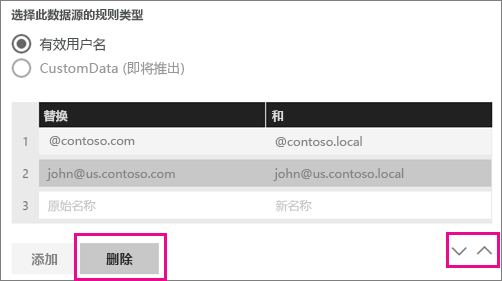 选择此数据源的规则类型
有效用户名
CustomData (即将推出)
替换 和
1 @contoso.com @contoso.local
2 john@us.contoso.com john@us.contoso.local
3 原始名称 新名称
添加 删除